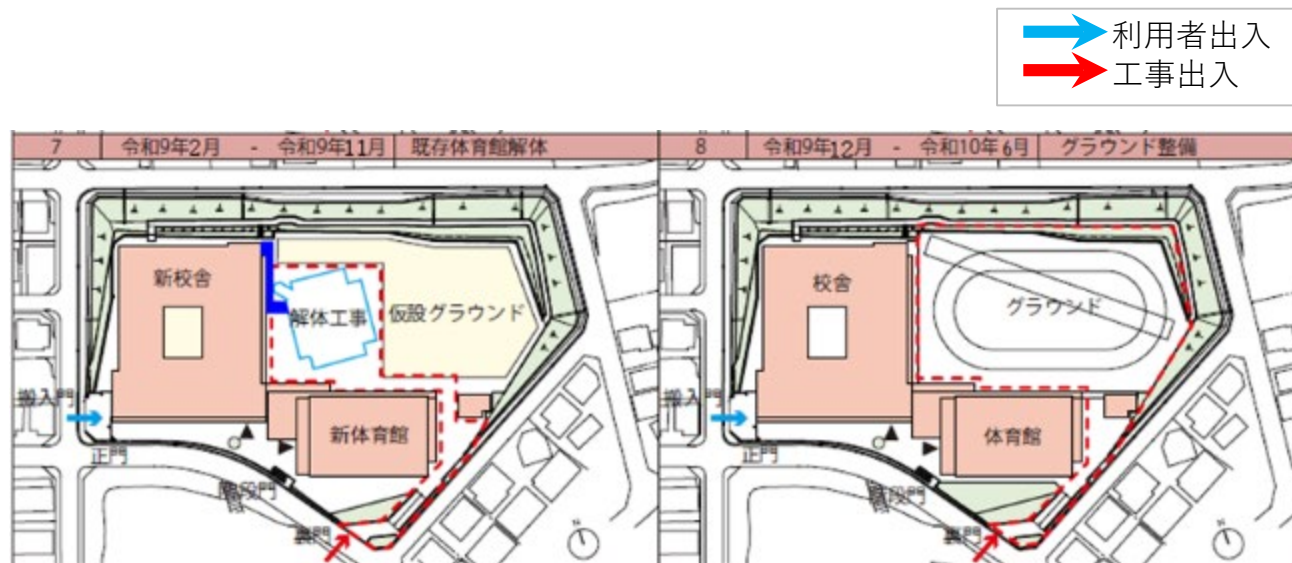 利用者出入
工事出入
7 令和9年2月 - 令和9年11月 既存体育館解体
新校舎
解体工事
仮設グラウンド
搬入門
新体育館
正門
階段門
裏門
N
8 令和9年12月 - 令和10年6月 グラウンド整備
校舎
グラウンド
搬入門
体育館
正門
階段門
裏門
N